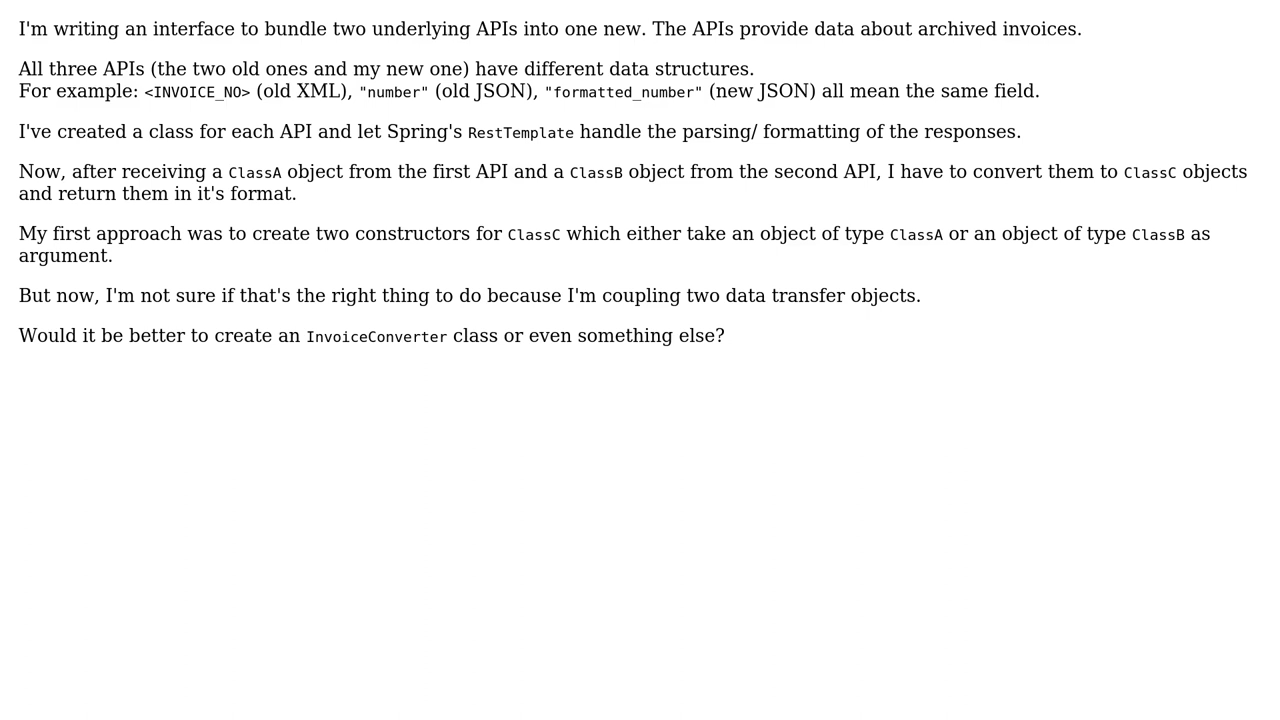 I'm writing an interface to bundle two underlying APIs into one new. The APIs provide data about archived invoices.
All three APIs (the two old ones and my new one) have different data structures.
For example: <INVOICE_NO> (old XML), "number" (old JSON), "formatted_number" (new JSON) all mean the same field.
I've created a class for each API and let Spring's RestTemplate handle the parsing/ formatting of the responses.
Now, after receiving a ClassA object from the first API and a ClassB object from the second API, I have to convert them to ClassC objects
and return them in it's format.
My first approach was to create two constructors for ClassC which either take an object of type ClassA or an object of type ClassB as
argument.
But now, I'm not sure if that's the right thing to do because I'm coupling two data transfer objects.
Would it be better to create an InvoiceConverter class or even something else?